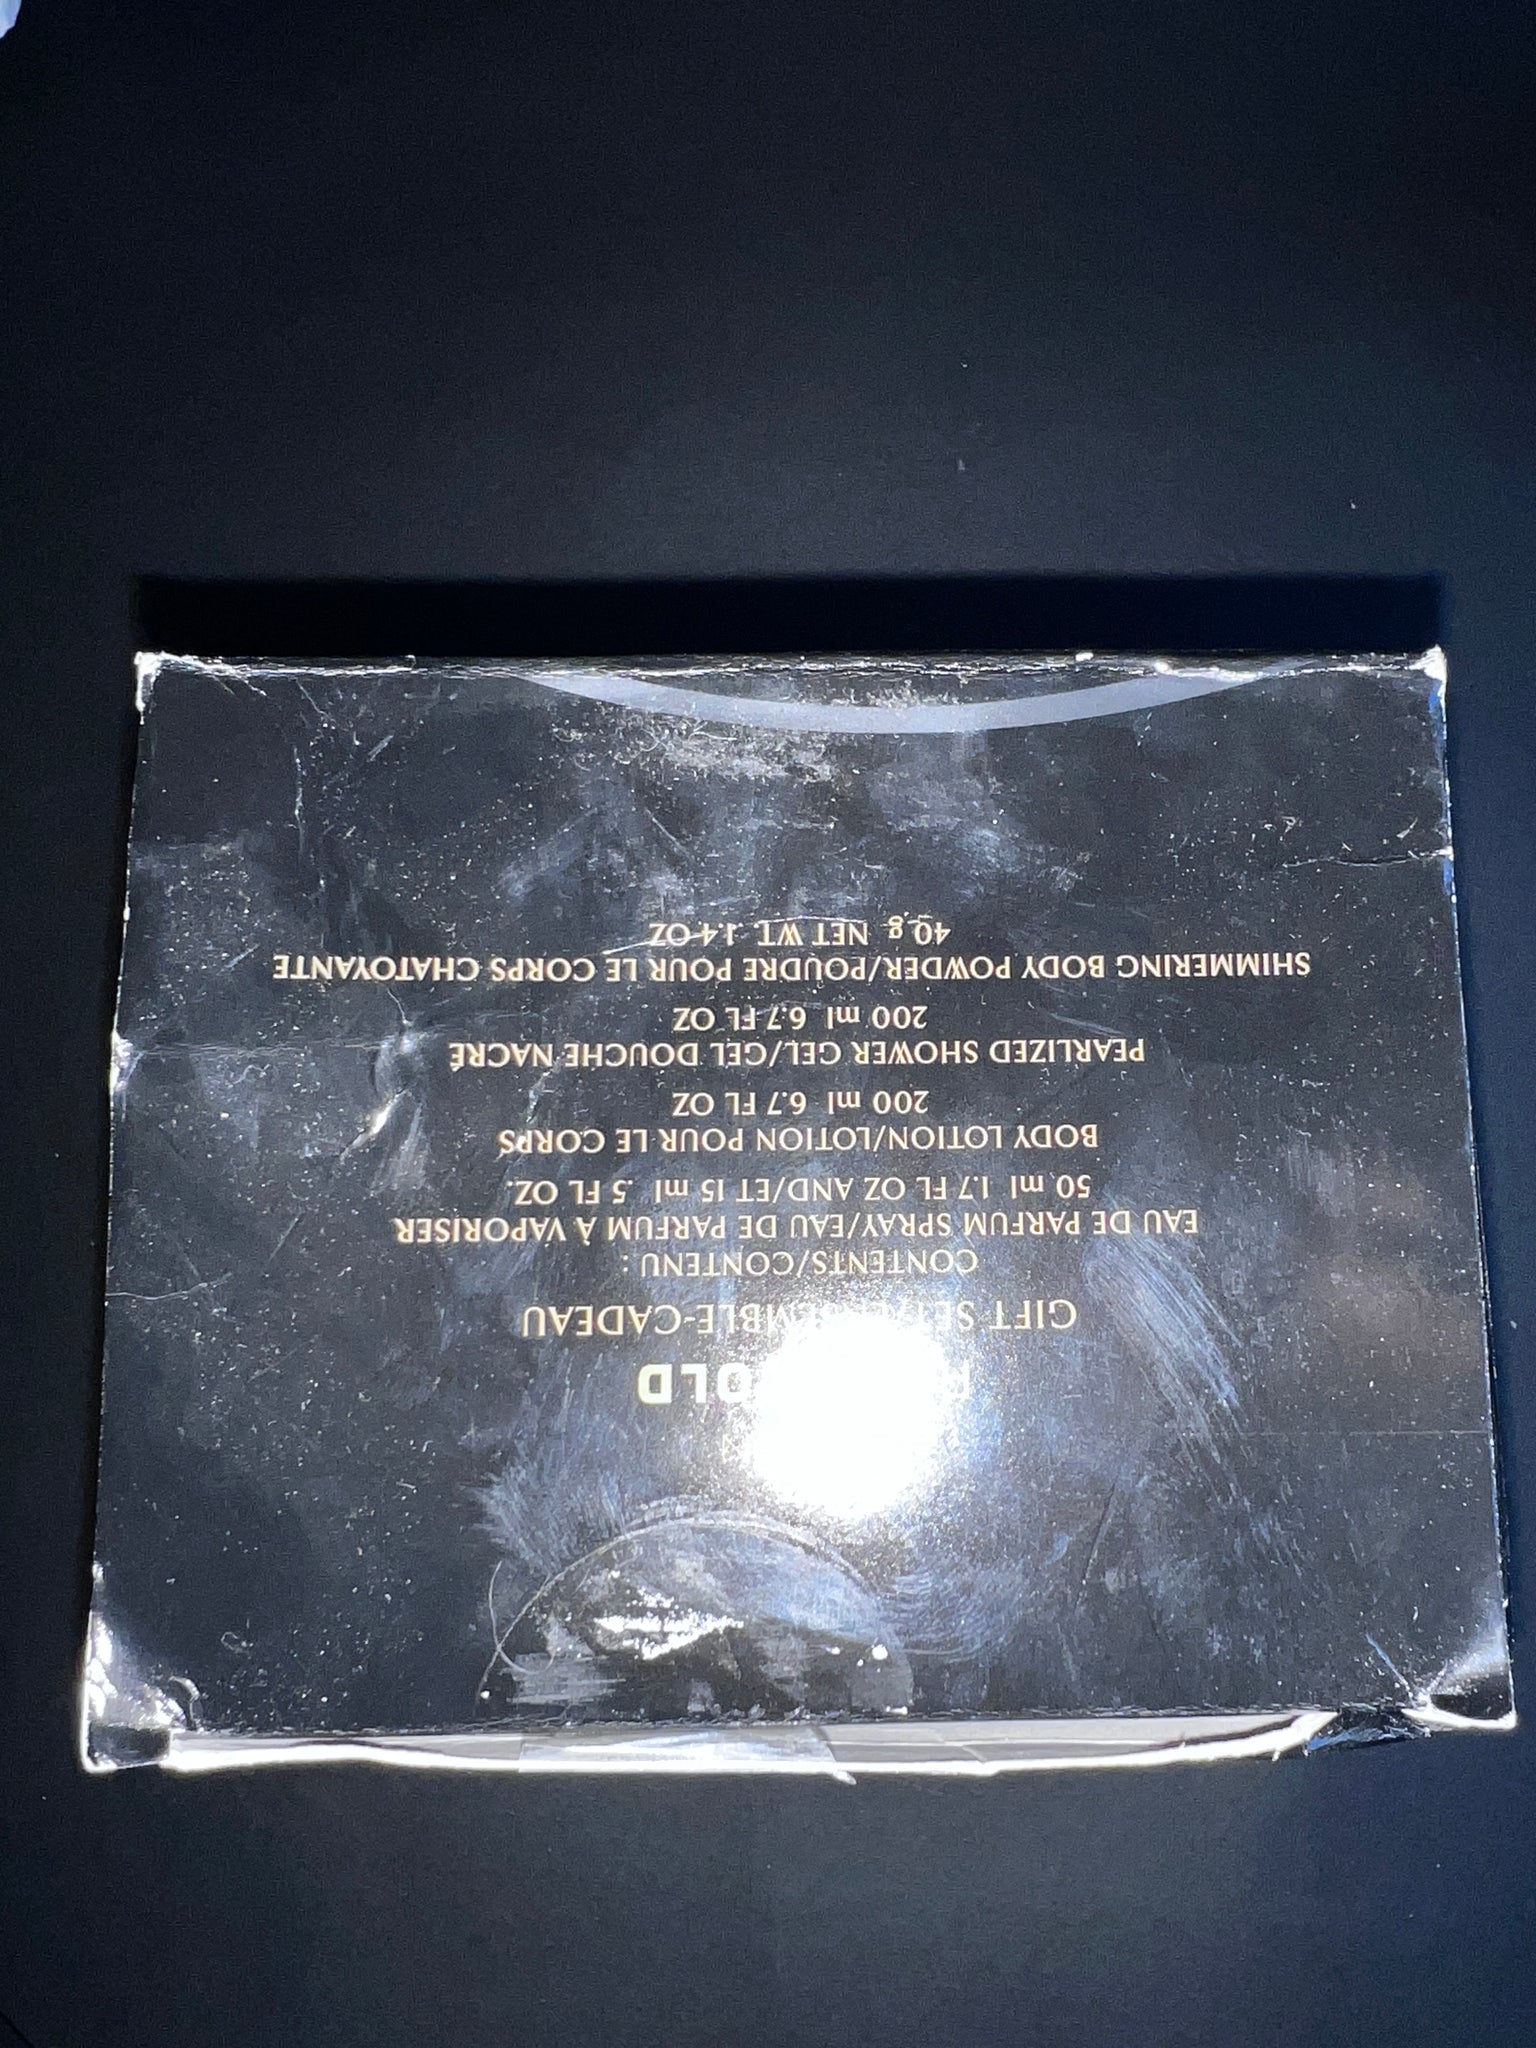 GIFT SET/ENSEMBLE-CADEAU
CONTENTS/CONTENU :
EAU DE PARFUM SPRAY/EAU DE PARFUM À VAPORISER
50 ml 1.7 FL OZ AND/ET 15 ml .5 FL OZ.
BODY LOTION/LOTION POUR LE CORPS
200 ml 6.7 FL OZ
PEARLIZED SHOWER GEL/GEL DOUCHE NACRÉ
200 ml 6.7 FL OZ
SHIMMERING BODY POWDER/POUDRE POUR LE CORPS CHATOYANTE
40 g NET WT. 1.4 OZ